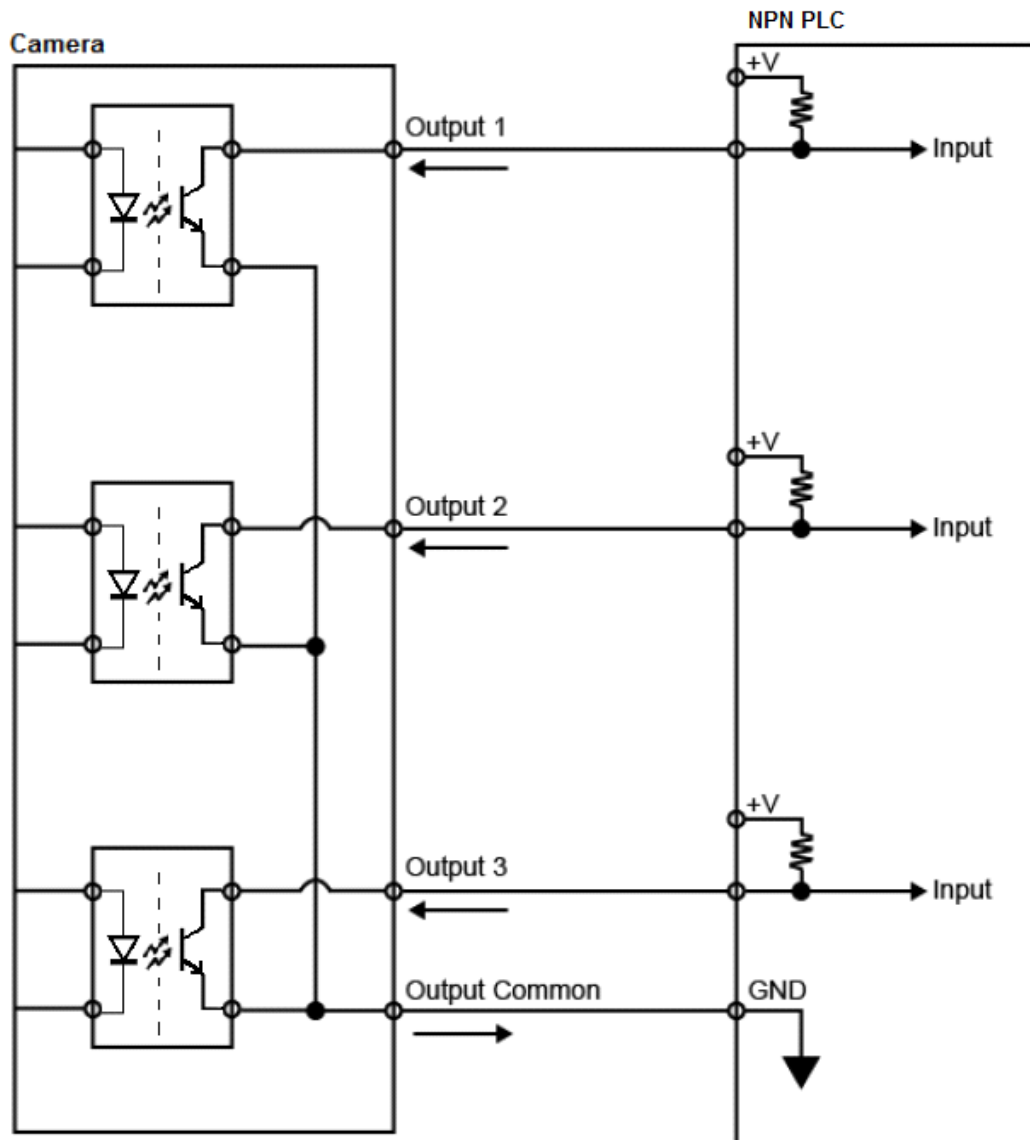 NPN PLC
Camera
+V
Output 1
Input
+V
Output 2
Input
+V
Output 3
Input
Output Common
GND